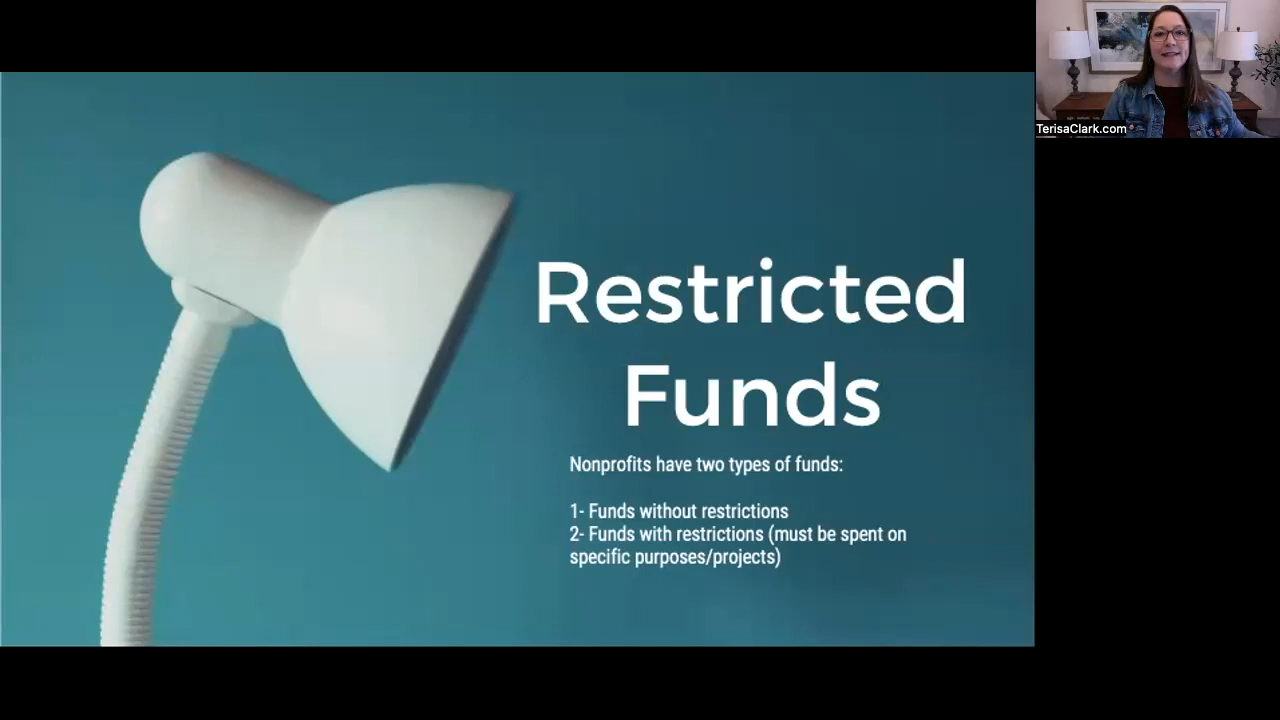 TerisaClark.com
Restricted
Funds
Nonprofits have two types of funds:
1- Funds without restrictions
2- Funds with restrictions (must be spent on
specific purposes/projects)